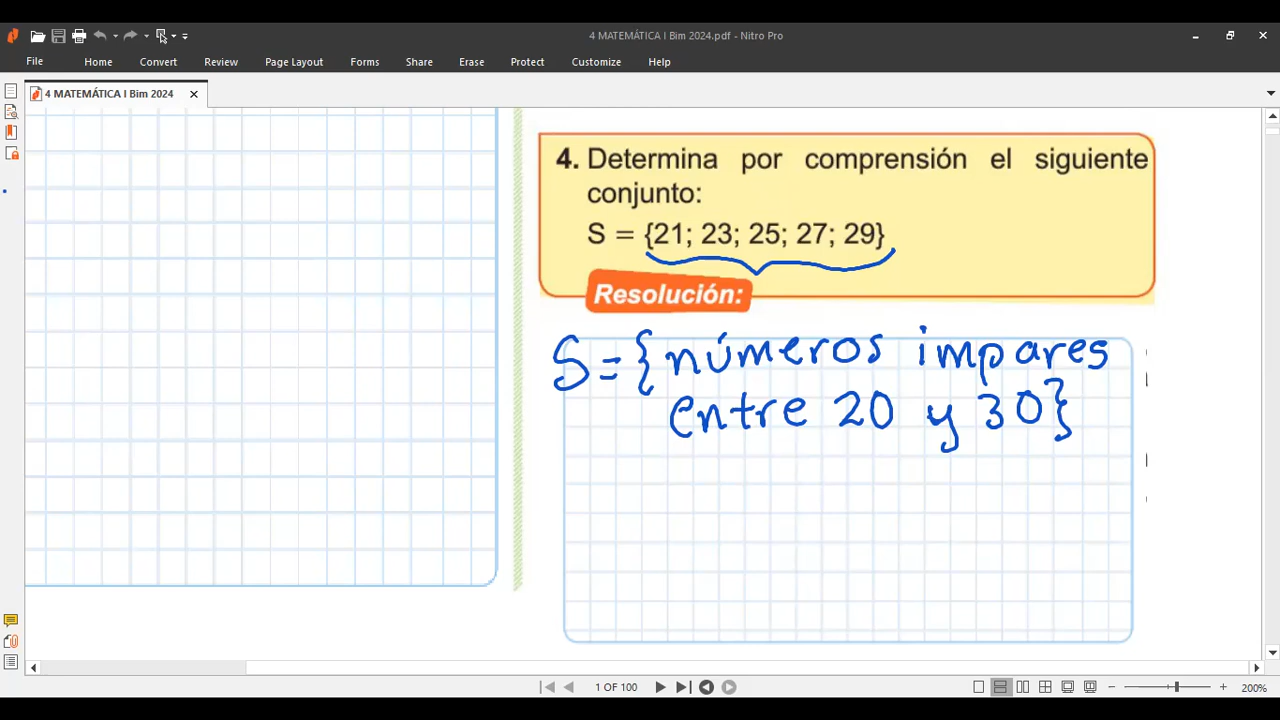 4 MATEMÁTICA I Bim 2024.pdf - Nitro Pro
File Home Convert Review Page Layout Forms Share Erase Protect Customize Help
4 MATEMÁTICA I Bim 2024
4. Determina por comprensión el siguiente
conjunto:
S = {21; 23; 25; 27; 29}
Resolución:
S = { números impares
entre 20 y 30}
1 OF 100
200%